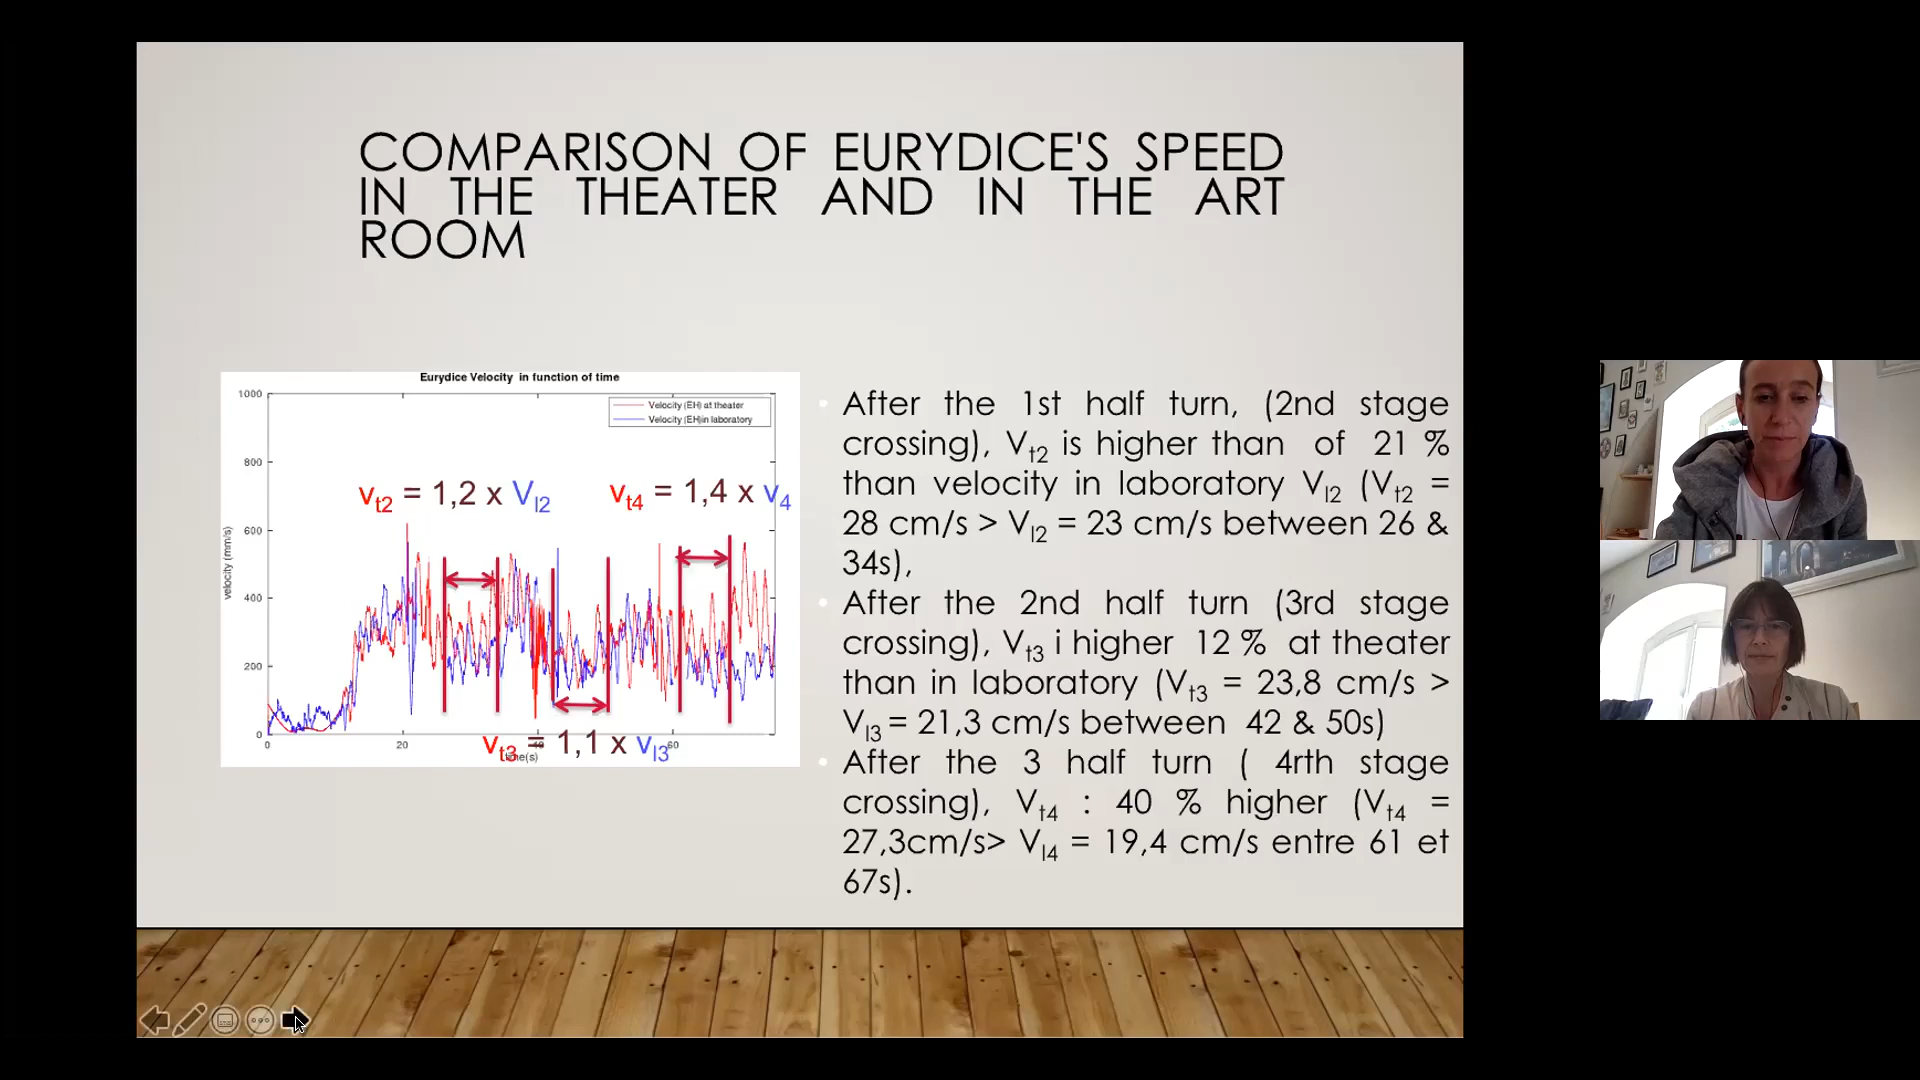 COMPARISON OF EURYDICE'S SPEED
IN THE THEATER AND IN THE ART
ROOM
Eurydice Velocity in function of time
1000
800
600
400
200
0
velocity (mm/s)
Velocity (EH) at theater
Velocity (EH)in laboratory
vt2 = 1,2 x Vl2
vt4 = 1,4 x v4
vt3 = 1,1 x vl3
0
20
40
60
time(s)
After the 1st half turn, (2nd stage
crossing), Vt2 is higher than of 21 %
than velocity in laboratory Vl2 (Vt2 =
28 cm/s > Vl2 = 23 cm/s between 26 &
34s),
After the 2nd half turn (3rd stage
crossing), Vt3 i higher 12 % at theater
than in laboratory (Vt3 = 23,8 cm/s >
Vl3 = 21,3 cm/s between 42 & 50s)
After the 3 half turn ( 4rth stage
crossing), Vt4 : 40 % higher (Vt4 =
27,3cm/s> Vl4 = 19,4 cm/s entre 61 et
67s).